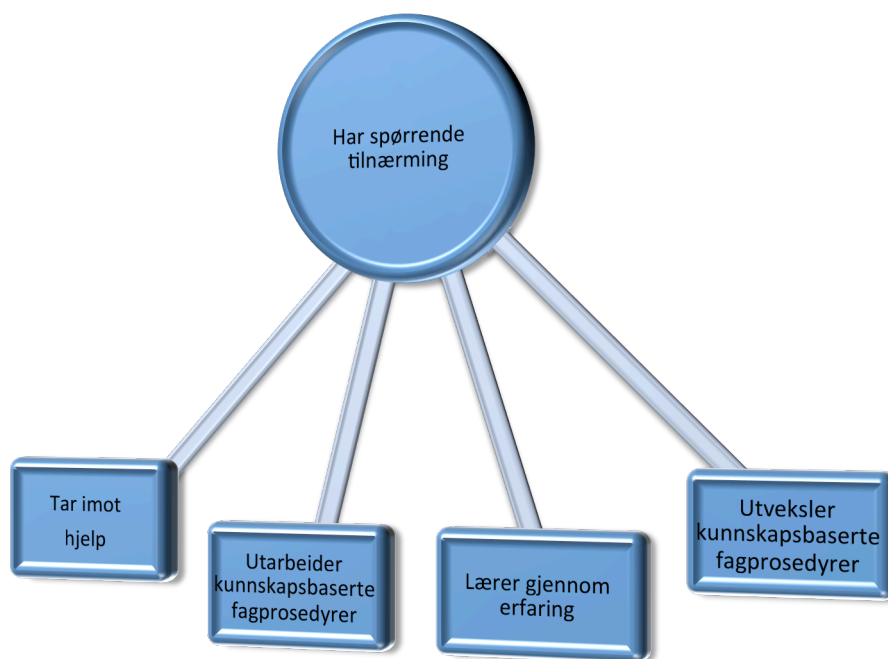 Har spørrende
tilnærming
Tar imot
hjelp
Utarbeider
kunnskapsbaserte
fagprosedyrer
Lærer gjennom
erfaring
Utveksler
kunnskapsbaserte
fagprosedyrer